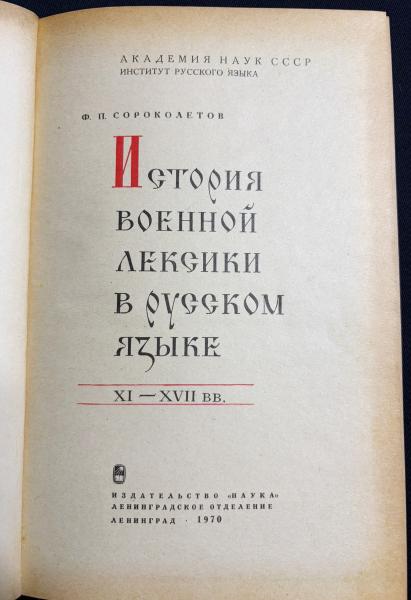 АКАДЕМИЯ НАУК СССР
ИНСТИТУТ РУССКОГО ЯЗЫКА
Ф. П. СОРОКОЛЕТОВ
ИСТОРИЯ
ВОЕННОЙ
ЛЕКСИКИ
В РУССКОМ
ЯЗЫКЕ
XI — XVII ВВ.
ИЗДАТЕЛЬСТВО «НАУКА»
ЛЕНИНГРАДСКОЕ ОТДЕЛЕНИЕ
ЛЕНИНГРАД · 1970